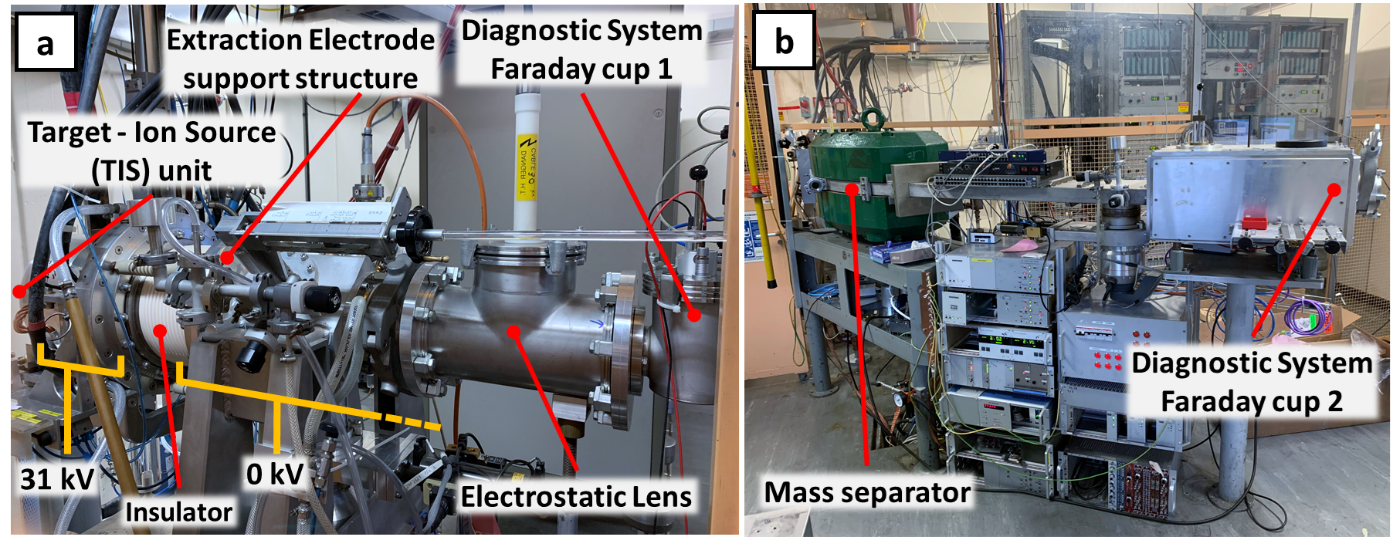 a
Extraction Electrode
support structure
Diagnostic System
Faraday cup 1
Target - Ion Source
(TIS) unit
DANGER H.T.
31 kV
0 kV
Insulator
Electrostatic Lens
b
Diagnostic System
Faraday cup 2
Mass separator